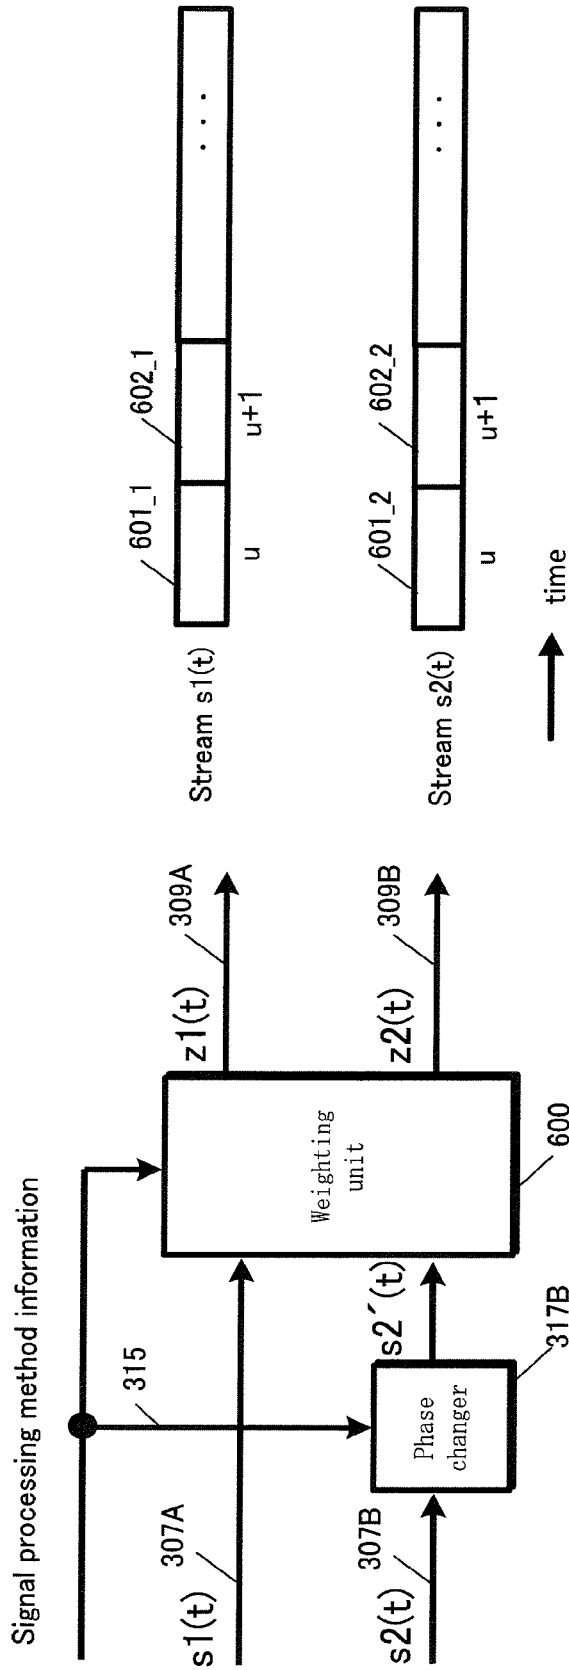 Signal processing method information
315
307A
s1(t)
307B
s2(t)
Phase
changer
317B
s2´(t)
Weighting
unit
600
z1(t)
309A
z2(t)
309B
Stream s1(t)
601_1
602_1
. . .
u
u+1
Stream s2(t)
601_2
602_2
. . .
u
u+1
time